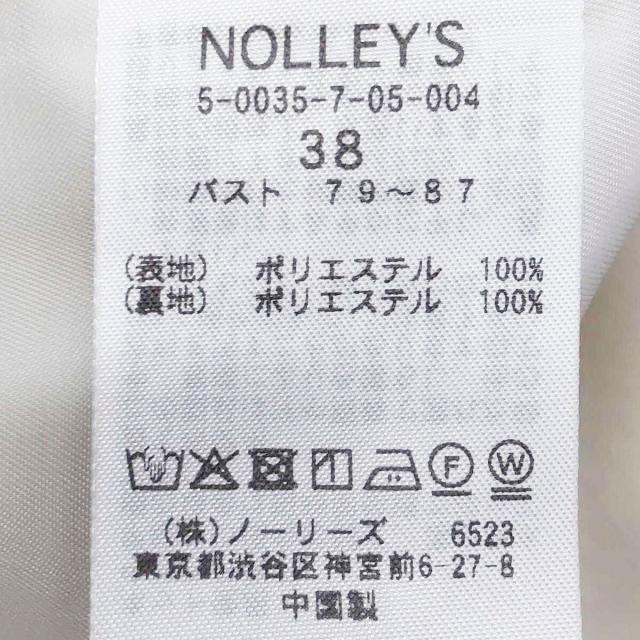 NOLLEY'S
5-0035-7-05-004
38
バスト 79～87
(表地) ポリエステル 100%
(裏地) ポリエステル 100%
F W
(株)ノーリーズ 6523
東京都渋谷区神宮前6-27-8
中国製